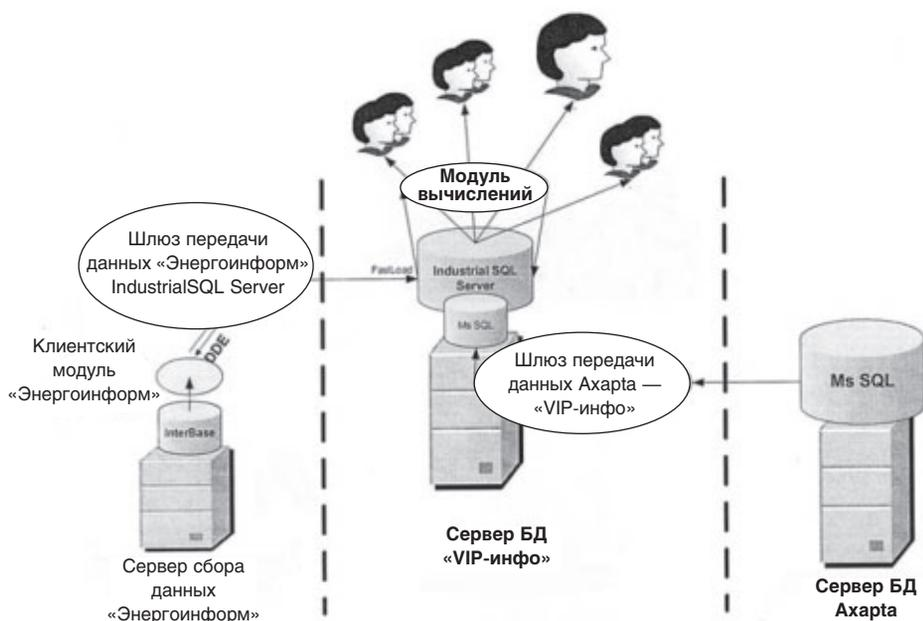 Модуль
вычислений
Шлюз передачи
данных «Энергоинформ»
IndustrialSQL Server
FastLoad
Industrial SQL
Server
DDE
Ms SQL
Клиентский
модуль
«Энергоинформ»
InterBase
Шлюз передачи
данных Axapta —
«VIP-инфо»
Ms SQL
Сервер БД
«VIP-инфо»
Сервер сбора
данных
«Энергоинформ»
Сервер БД
Axapta